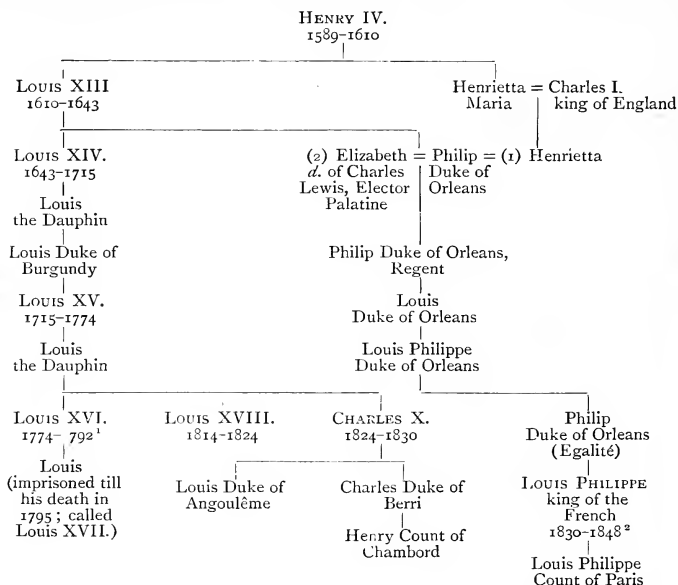 HENRY IV.
1589–1610
LOUIS XIII
1610–1643
Henrietta = Charles I.
Maria king of England
LOUIS XIV.
1643–1715
(2) Elizabeth = Philip = (1) Henrietta
d. of Charles Duke of
Lewis, Elector Orleans
Palatine
Louis
the Dauphin
Louis Duke of
Burgundy
Philip Duke of Orleans,
Regent
LOUIS XV.
1715–1774
Louis
Duke of Orleans
Louis
the Dauphin
Louis Philippe
Duke of Orleans
LOUIS XVI.
1774– 792¹
LOUIS XVIII.
1814–1824
CHARLES X.
1824–1830
Philip
Duke of Orleans
(Egalité)
Louis
(imprisoned till
his death in
1795 ; called
Louis XVII.)
Louis Duke of
Angoulême
Charles Duke of
Berri
Henry Count of
Chambord
LOUIS PHILIPPE
king of the
French
1830–1848²
Louis Philippe
Count of Paris